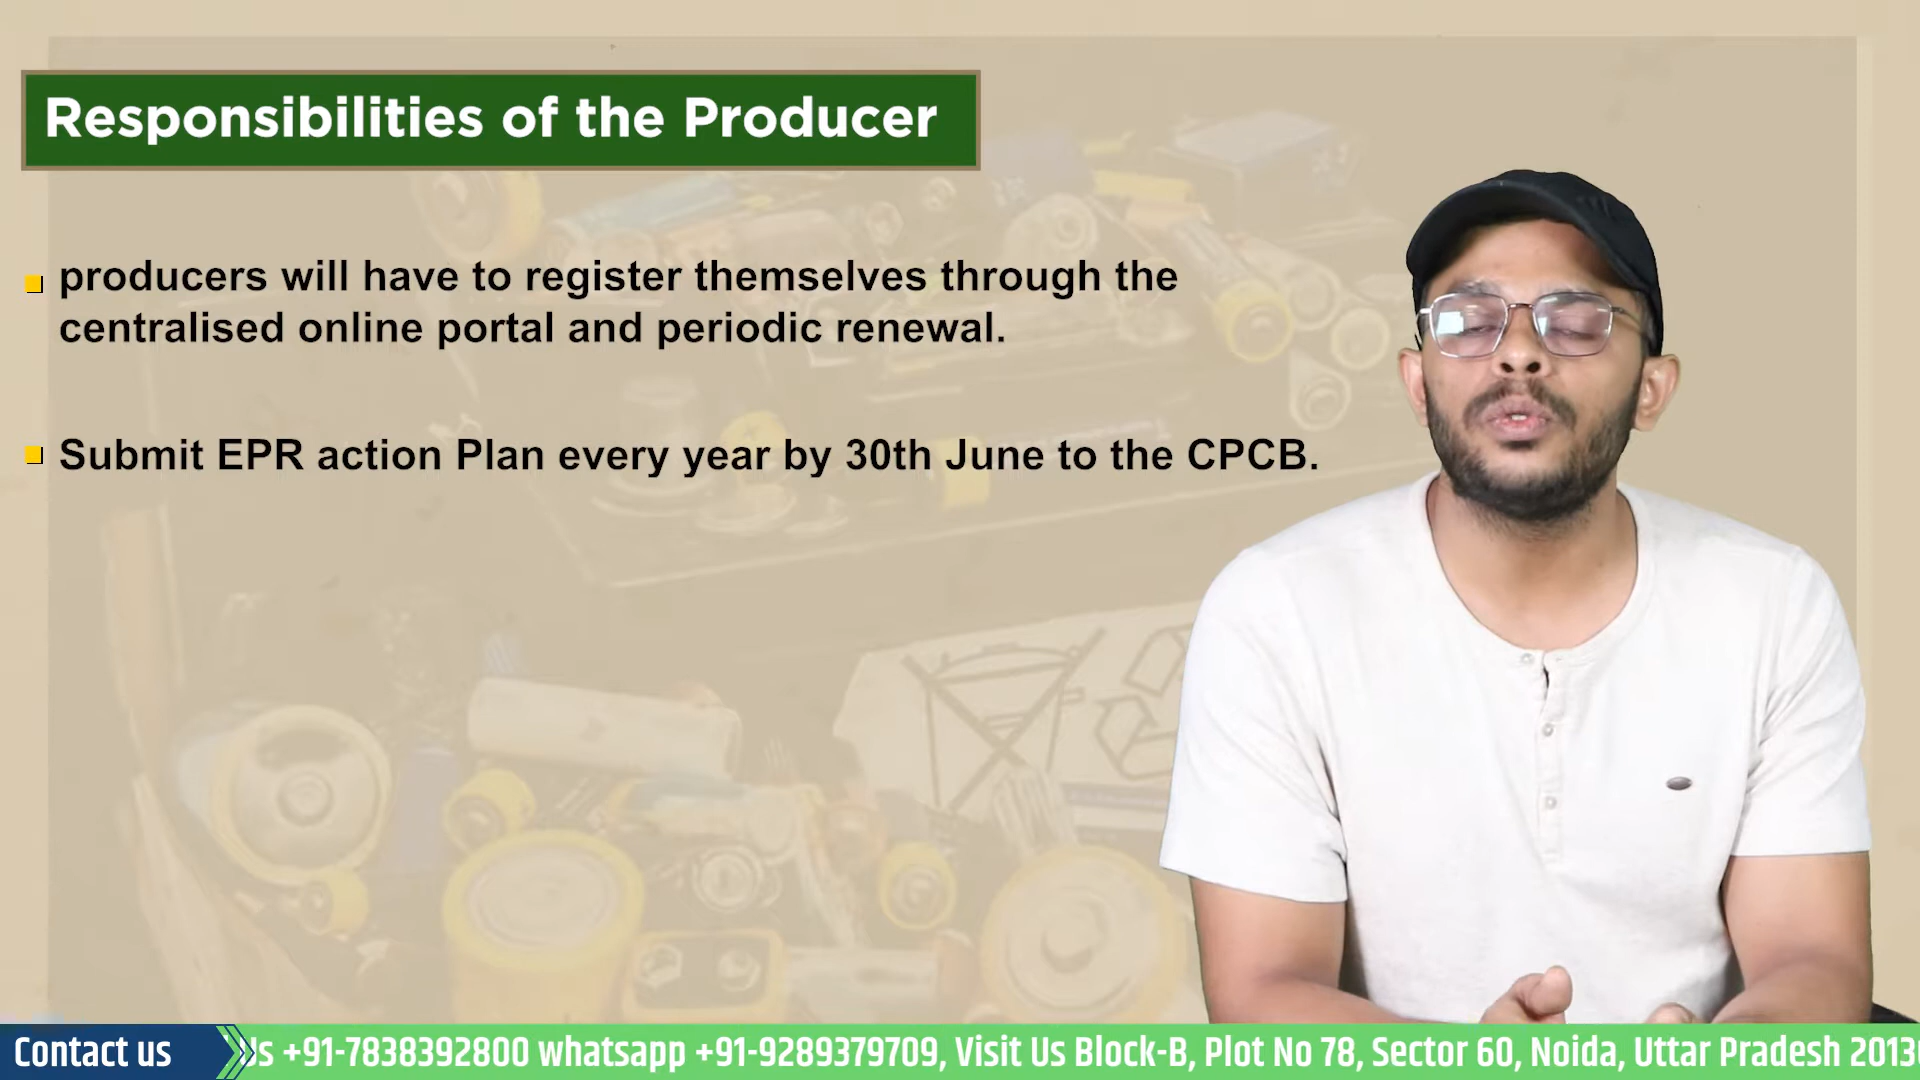 Responsibilities of the Producer
producers will have to register themselves through the
centralised online portal and periodic renewal.
Submit EPR action Plan every year by 30th June to the CPCB.
Contact us
Us +91-7838392800 whatsapp +91-9289379709, Visit Us Block-B, Plot No 78, Sector 60, Noida, Uttar Pradesh 2013